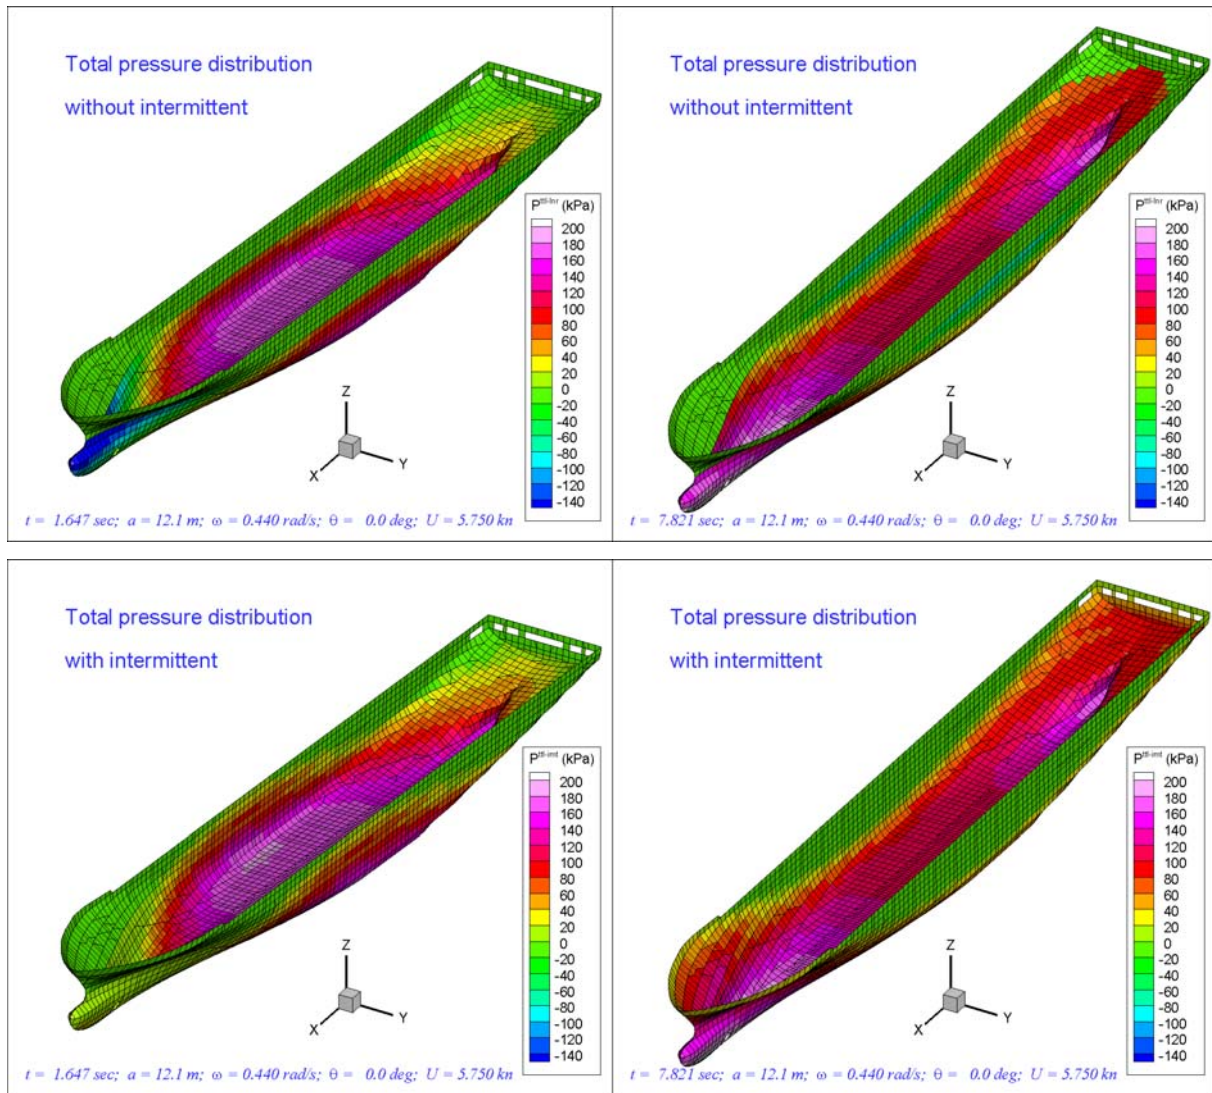 Total pressure distribution
without intermittent
P^ttl-lnr (kPa)
200
180
160
140
120
100
80
60
40
20
0
-20
-40
-60
-80
-100
-120
-140
Z
X
Y
t = 1.647 sec; a = 12.1 m; ω = 0.440 rad/s; θ = 0.0 deg; U = 5.750 kn
Total pressure distribution
without intermittent
P^ttl-lnr (kPa)
200
180
160
140
120
100
80
60
40
20
0
-20
-40
-60
-80
-100
-120
-140
Z
X
Y
t = 7.821 sec; a = 12.1 m; ω = 0.440 rad/s; θ = 0.0 deg; U = 5.750 kn
Total pressure distribution
with intermittent
P^ttl-imt (kPa)
200
180
160
140
120
100
80
60
40
20
0
-20
-40
-60
-80
-100
-120
-140
Z
X
Y
t = 1.647 sec; a = 12.1 m; ω = 0.440 rad/s; θ = 0.0 deg; U = 5.750 kn
Total pressure distribution
with intermittent
P^ttl-imt (kPa)
200
180
160
140
120
100
80
60
40
20
0
-20
-40
-60
-80
-100
-120
-140
Z
X
Y
t = 7.821 sec; a = 12.1 m; ω = 0.440 rad/s; θ = 0.0 deg; U = 5.750 kn